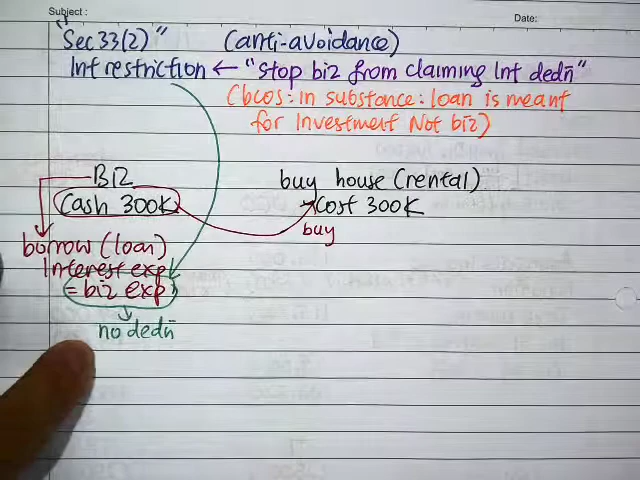 Subject :
Date:
"Sec 33(2)" (anti-avoidance)
Int restriction ← "Stop biz from claiming Int dedn̄"
(bcos: in substance: loan is meant
for Investment Not biz)
Biz
Cash 300K
buy house (rental)
Cost 300K
buy
borrow (loan)
Interest exp
= biz exp
no dedn̄